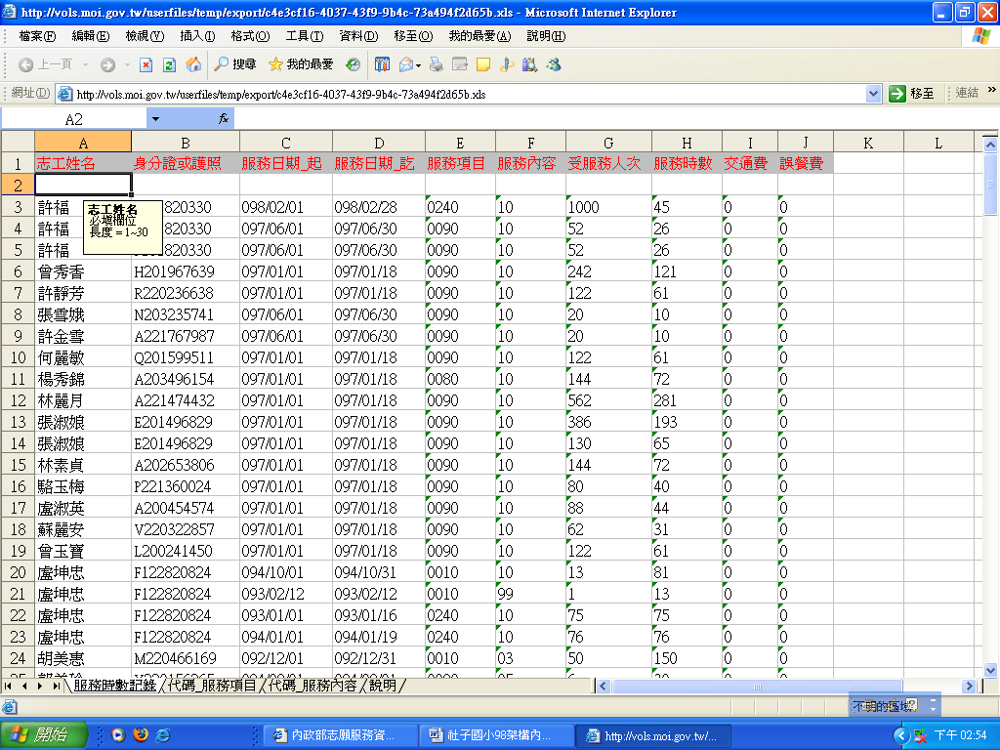 http://vols.moi.gov.tw/userfiles/temp/export/c4e3cf16-4037-43f9-9b4c-73a494f2d65b.xls - Microsoft Internet Explorer
檔案(F) 編輯(E) 檢視(V) 插入(I) 格式(O) 工具(T) 資料(D) 移至(O) 我的最愛(A) 說明(H)
上一頁 搜尋 我的最愛
網址(D) http://vols.moi.gov.tw/userfiles/temp/export/c4e3cf16-4037-43f9-9b4c-73a494f2d65b.xls 移至 連結 »
A2 fx
A B C D E F G H I J K L
1 志工姓名 身分證或護照 服務日期_起 服務日期_訖 服務項目 服務內容 受服務人次 服務時數 交通費 誤餐費
2
志工姓名
必填欄位
長度=1~30
3 許福 820330 098/02/01 098/02/28 0240 10 1000 45 0 0
4 許福 820330 097/06/01 097/06/30 0090 10 52 26 0 0
5 許福 820330 097/06/01 097/06/30 0090 10 52 26 0 0
6 曾秀香 H201967639 097/01/01 097/01/18 0090 10 242 121 0 0
7 許靜芳 R220236638 097/01/01 097/01/18 0090 10 122 61 0 0
8 張雪娥 N203235741 097/06/01 097/06/30 0090 10 20 10 0 0
9 許金雪 A221767987 097/06/01 097/06/30 0090 10 20 10 0 0
10 何麗敏 Q201599511 097/01/01 097/01/18 0090 10 122 61 0 0
11 楊秀錦 A203496154 097/01/01 097/01/18 0080 10 144 72 0 0
12 林麗月 A221474432 097/01/01 097/01/18 0090 10 562 281 0 0
13 張淑娘 E201496829 097/01/01 097/01/18 0090 10 386 193 0 0
14 張淑娘 E201496829 097/01/01 097/01/18 0090 10 130 65 0 0
15 林素貞 A202653806 097/01/01 097/01/18 0090 10 144 72 0 0
16 駱玉梅 P221360024 097/01/01 097/01/18 0090 10 80 40 0 0
17 盧淑英 A200454574 097/01/01 097/01/18 0090 10 88 44 0 0
18 蘇麗安 V220322857 097/01/01 097/01/18 0090 10 62 31 0 0
19 曾玉寶 L200241450 097/01/01 097/01/18 0090 10 122 61 0 0
20 盧坤忠 F122820824 094/10/01 094/10/31 0010 10 13 81 0 0
21 盧坤忠 F122820824 093/02/12 093/02/12 0010 99 1 13 0 0
22 盧坤忠 F122820824 093/01/01 093/01/16 0240 10 75 75 0 0
23 盧坤忠 F122820824 094/01/01 094/01/19 0240 10 76 76 0 0
24 胡美惠 M220466169 092/12/01 092/12/31 0010 03 50 150 0 0
服務時數記錄 代碼_服務項目 代碼_服務內容 說明
不明的區域
開始 內政部志願服務資... 社子國小98架構內... http://vols.moi.gov.tw/... 下午 02:54